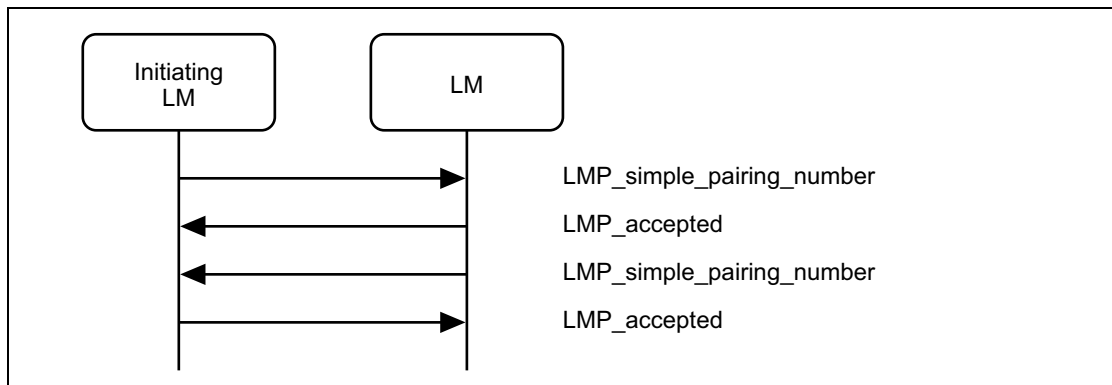 Initiating
LM
LM
LMP_simple_pairing_number
LMP_accepted
LMP_simple_pairing_number
LMP_accepted